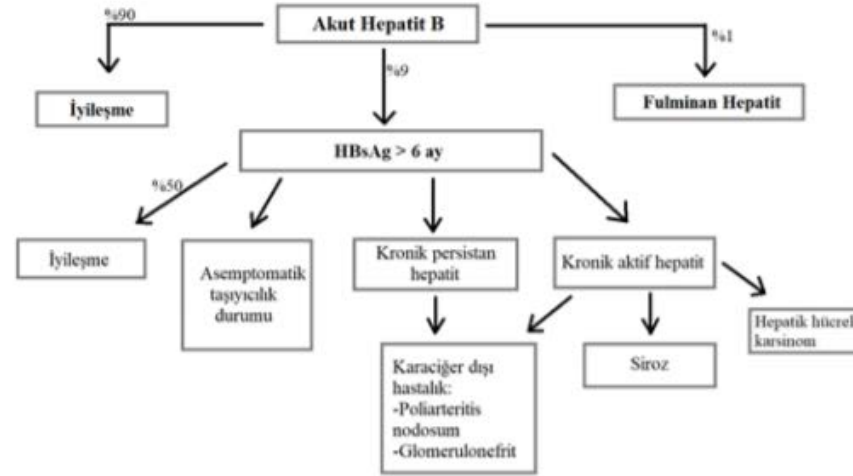 Akut Hepatit B
%90
%9
%1
İyileşme
Fulminan Hepatit
HBsAg > 6 ay
%50
İyileşme
Asemptomatik
taşıyıcılık
durumu
Kronik persistan
hepatit
Kronik aktif hepatit
Hepatik hücrel
karsinom
Karaciğer dışı
hastalık:
-Poliarteritis
nodosum
-Glomerulonefrit
Siroz